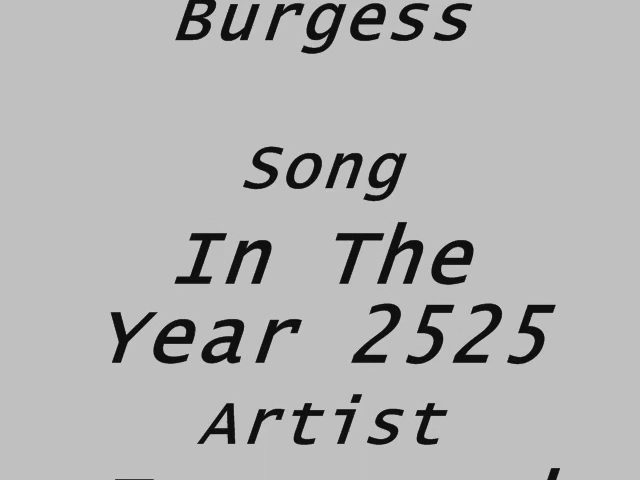 Burgess
Song
In The
Year 2525
Artist